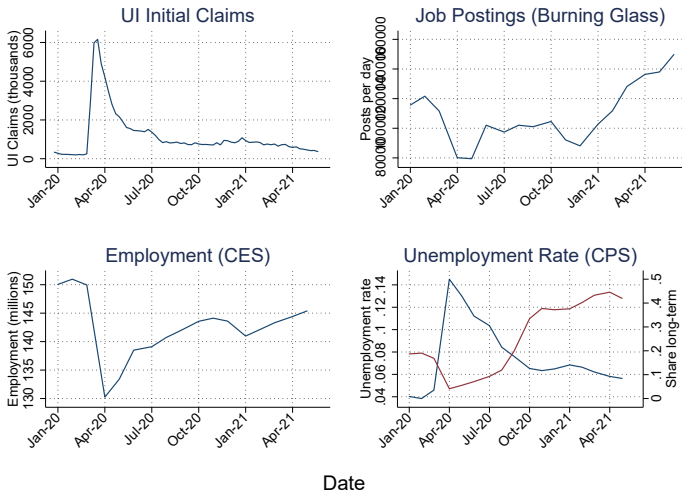 UI Initial Claims
UI Claims (thousands)
6000
4000
2000
0
Jan-20 Apr-20 Jul-20 Oct-20 Jan-21 Apr-21
Job Postings (Burning Glass)
Posts per day
160000
140000
120000
100000
80000
Jan-20 Apr-20 Jul-20 Oct-20 Jan-21 Apr-21
Employment (CES)
Employment (millions)
150
145
140
135
130
Jan-20 Apr-20 Jul-20 Oct-20 Jan-21 Apr-21
Unemployment Rate (CPS)
Unemployment rate
.14
.12
.1
.08
.06
.04
Share long-term
.5
.4
.3
.2
.1
0
Jan-20 Apr-20 Jul-20 Oct-20 Jan-21 Apr-21
Date